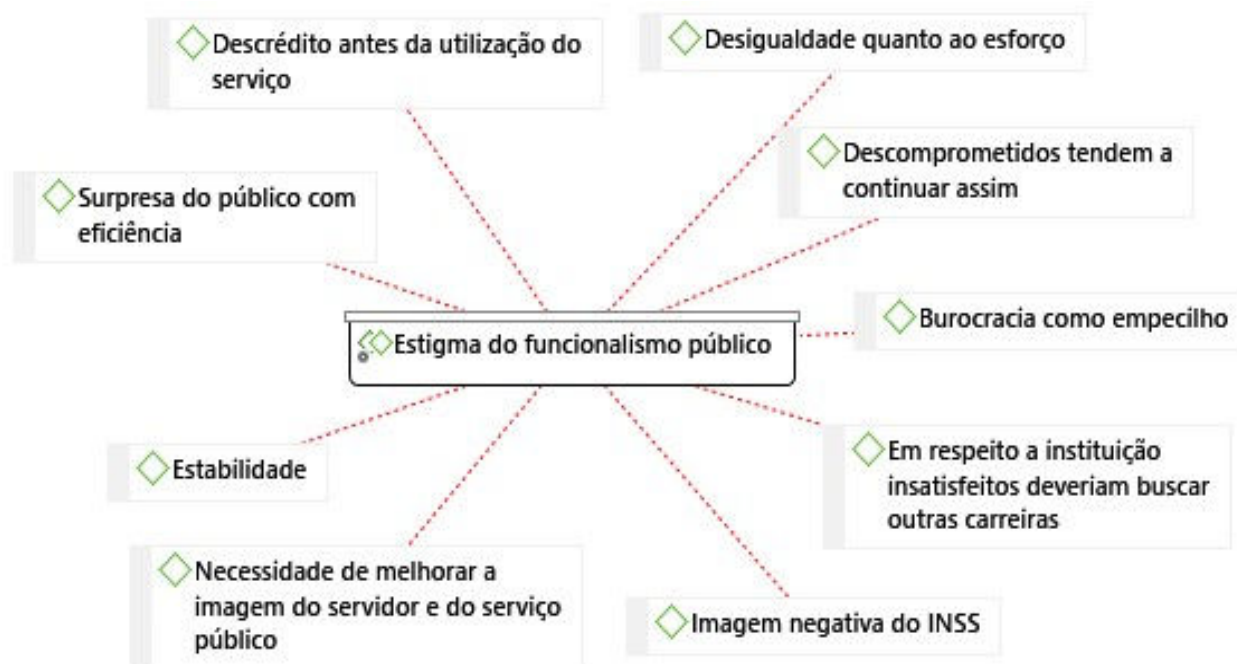 Descrédito antes da utilização do
serviço
Desigualdade quanto ao esforço
Descomprometidos tendem a
continuar assim
Surpresa do público com
eficiência
Burocracia como empecilho
Estigma do funcionalismo público
Em respeito a instituição
insatisfeitos deveriam buscar
outras carreiras
Estabilidade
Necessidade de melhorar a
imagem do servidor e do serviço
público
Imagem negativa do INSS